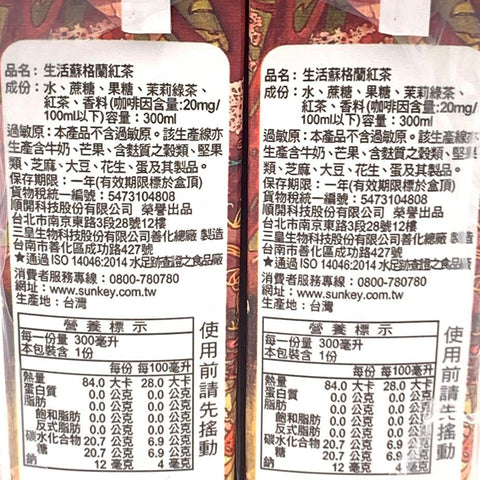 品名：生活蘇格蘭紅茶
成份：水、蔗糖、果糖、茉莉綠茶、
紅茶、香料(咖啡因含量:20mg/
100ml以下)容量：300ml
過敏原：本產品不含過敏原。該生產線亦
生產含牛奶、芒果、含麩質之穀類、堅果
類、芝麻、大豆、花生、蛋及其製品。
保存期限：一年(有效期限標於盒頂)
貨物稅統一編號：5473104808
順開科技股份有限公司 榮譽出品
台北市南京東路3段28號12樓
三皇生物科技股份有限公司善化總廠 製造
台南市善化區成功路427號
★通過ISO 14046:2014 水足跡查證之食品廠
消費者服務專線：0800-780780
網址：www.sunkey.com.tw
生產地：台灣
營養標示
每一份量 300毫升
本包裝含 1份
每份 每100毫升
熱量 84.0 大卡 28.0 大卡
蛋白質 0.0 公克 0.0 公克
脂肪 0.0 公克 0.0 公克
飽和脂肪 0.0 公克 0.0 公克
反式脂肪 0.0 公克 0.0 公克
碳水化合物 20.7 公克 6.9 公克
糖 20.7 公克 6.9 公克
鈉 12 毫克 4 毫克
使用前請先搖動
品名：生活蘇格蘭紅茶
成份：水、蔗糖、果糖、茉莉綠茶、
紅茶、香料(咖啡因含量:20mg/
100ml以下)容量：300ml
過敏原：本產品不含過敏原。該生產線亦
生產含牛奶、芒果、含麩質之穀類、堅果
類、芝麻、大豆、花生、蛋及其製品。
保存期限：一年(有效期限標於盒頂)
貨物稅統一編號：5473104808
順開科技股份有限公司 榮譽出品
台北市南京東路3段28號12樓
三皇生物科技股份有限公司善化總廠 製造
台南市善化區成功路427號
★通過ISO 14046:2014 水足跡查證之食品廠
消費者服務專線：0800-780780
網址：www.sunkey.com.tw
生產地：台灣
營養標示
每一份量 300毫升
本包裝含 1份
每份 每100毫升
熱量 84.0 大卡 28.0 大卡
蛋白質 0.0 公克 0.0 公克
脂肪 0.0 公克 0.0 公克
飽和脂肪 0.0 公克 0.0 公克
反式脂肪 0.0 公克 0.0 公克
碳水化合物 20.7 公克 6.9 公克
糖 20.7 公克 6.9 公克
鈉 12 毫克 4 毫克
使用前請先搖動